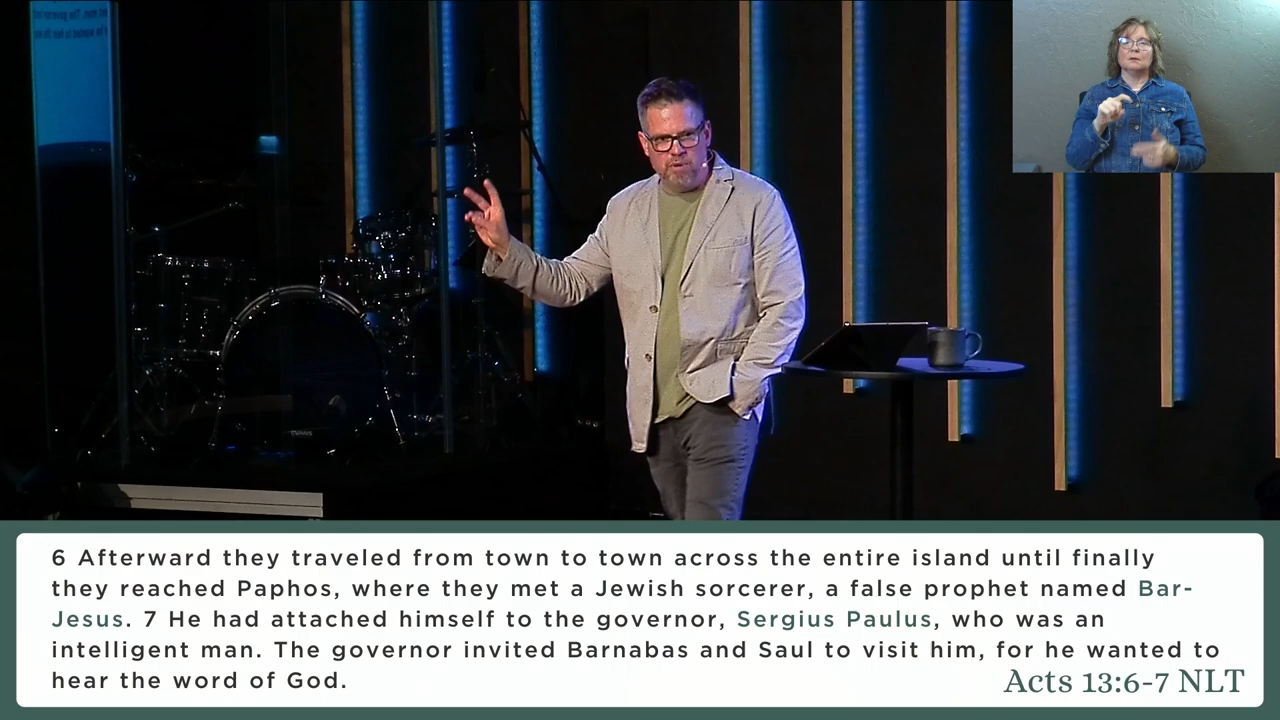 6 Afterward they traveled from town to town across the entire island until finally
they reached Paphos, where they met a Jewish sorcerer, a false prophet named Bar-
Jesus. 7 He had attached himself to the governor, Sergius Paulus, who was an
intelligent man. The governor invited Barnabas and Saul to visit him, for he wanted to
hear the word of God.
Acts 13:6-7 NLT